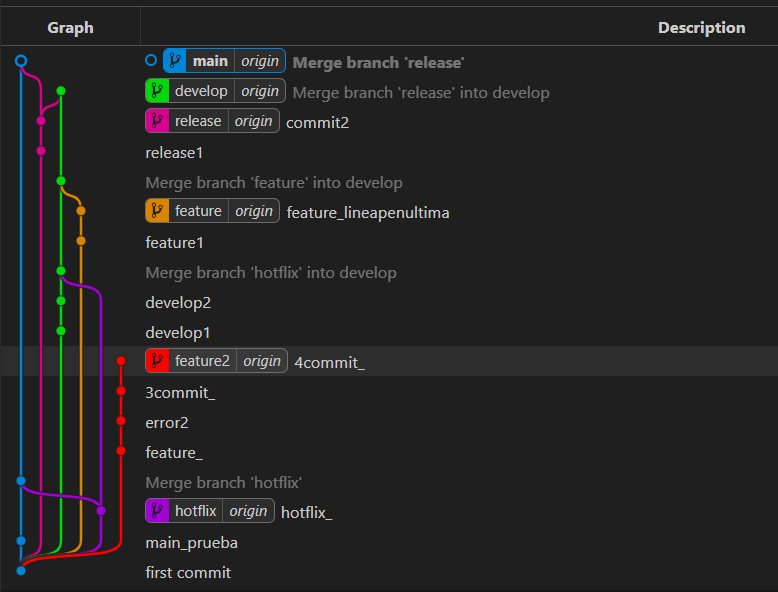 Graph Description
main origin Merge branch 'release'
develop origin Merge branch 'release' into develop
release origin commit2
release1
Merge branch 'feature' into develop
feature origin feature_lineapenultima
feature1
Merge branch 'hotflix' into develop
develop2
develop1
feature2 origin 4commit_
3commit_
error2
feature_
Merge branch 'hotflix'
hotflix origin hotflix_
main_prueba
first commit